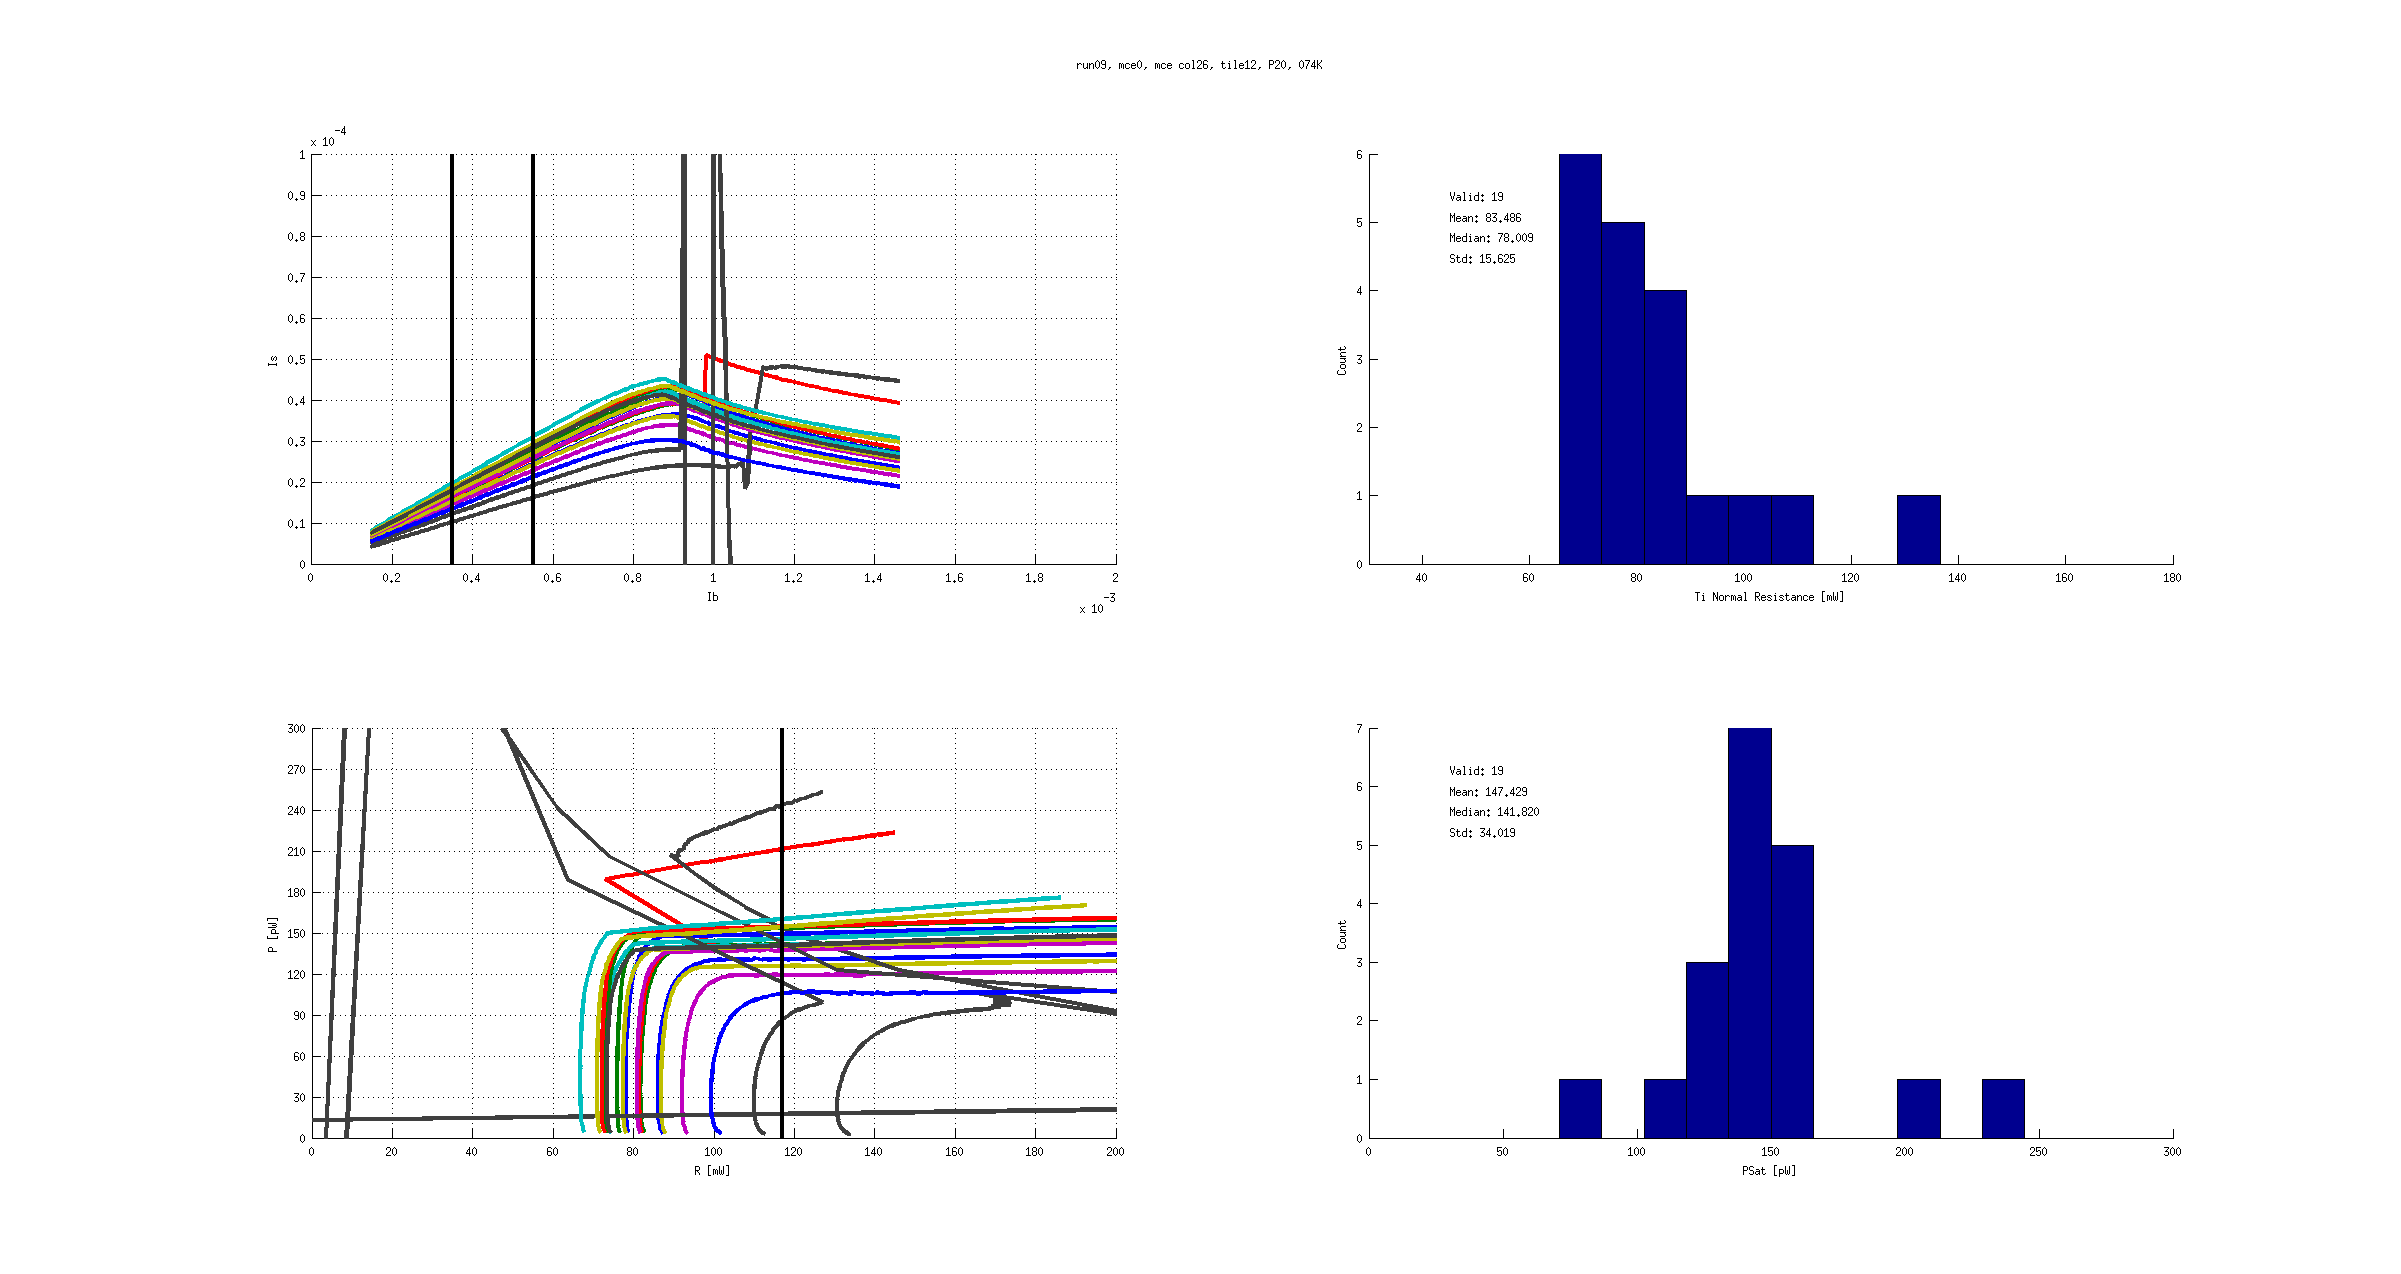 run09, mce0, mce col26, tile12, P20, 074K
x 10^-4
1
0.9
0.8
0.7
0.6
0.5
0.4
0.3
0.2
0.1
0
Is
0 0.2 0.4 0.6 0.8 1 1.2 1.4 1.6 1.8 2
Ib
x 10^-3
6
5
4
3
2
1
0
Count
Valid: 19
Mean: 83.486
Median: 78.009
Std: 15.625
40 60 80 100 120 140 160 180
Ti Normal Resistance [mW]
300
270
240
210
180
150
120
90
60
30
0
P [pW]
0 20 40 60 80 100 120 140 160 180 200
R [mW]
7
6
5
4
3
2
1
0
Count
Valid: 19
Mean: 147.429
Median: 141.820
Std: 34.019
0 50 100 150 200 250 300
PSat [pW]